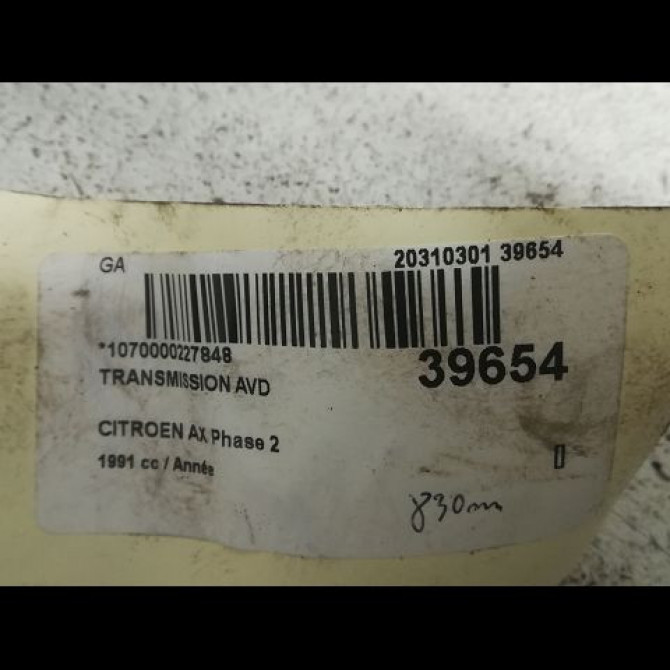 GA
20310301 39654
*1070000227848
39654
TRANSMISSION AVD
CITROEN AX Phase 2
1991 cc / Année
830mm